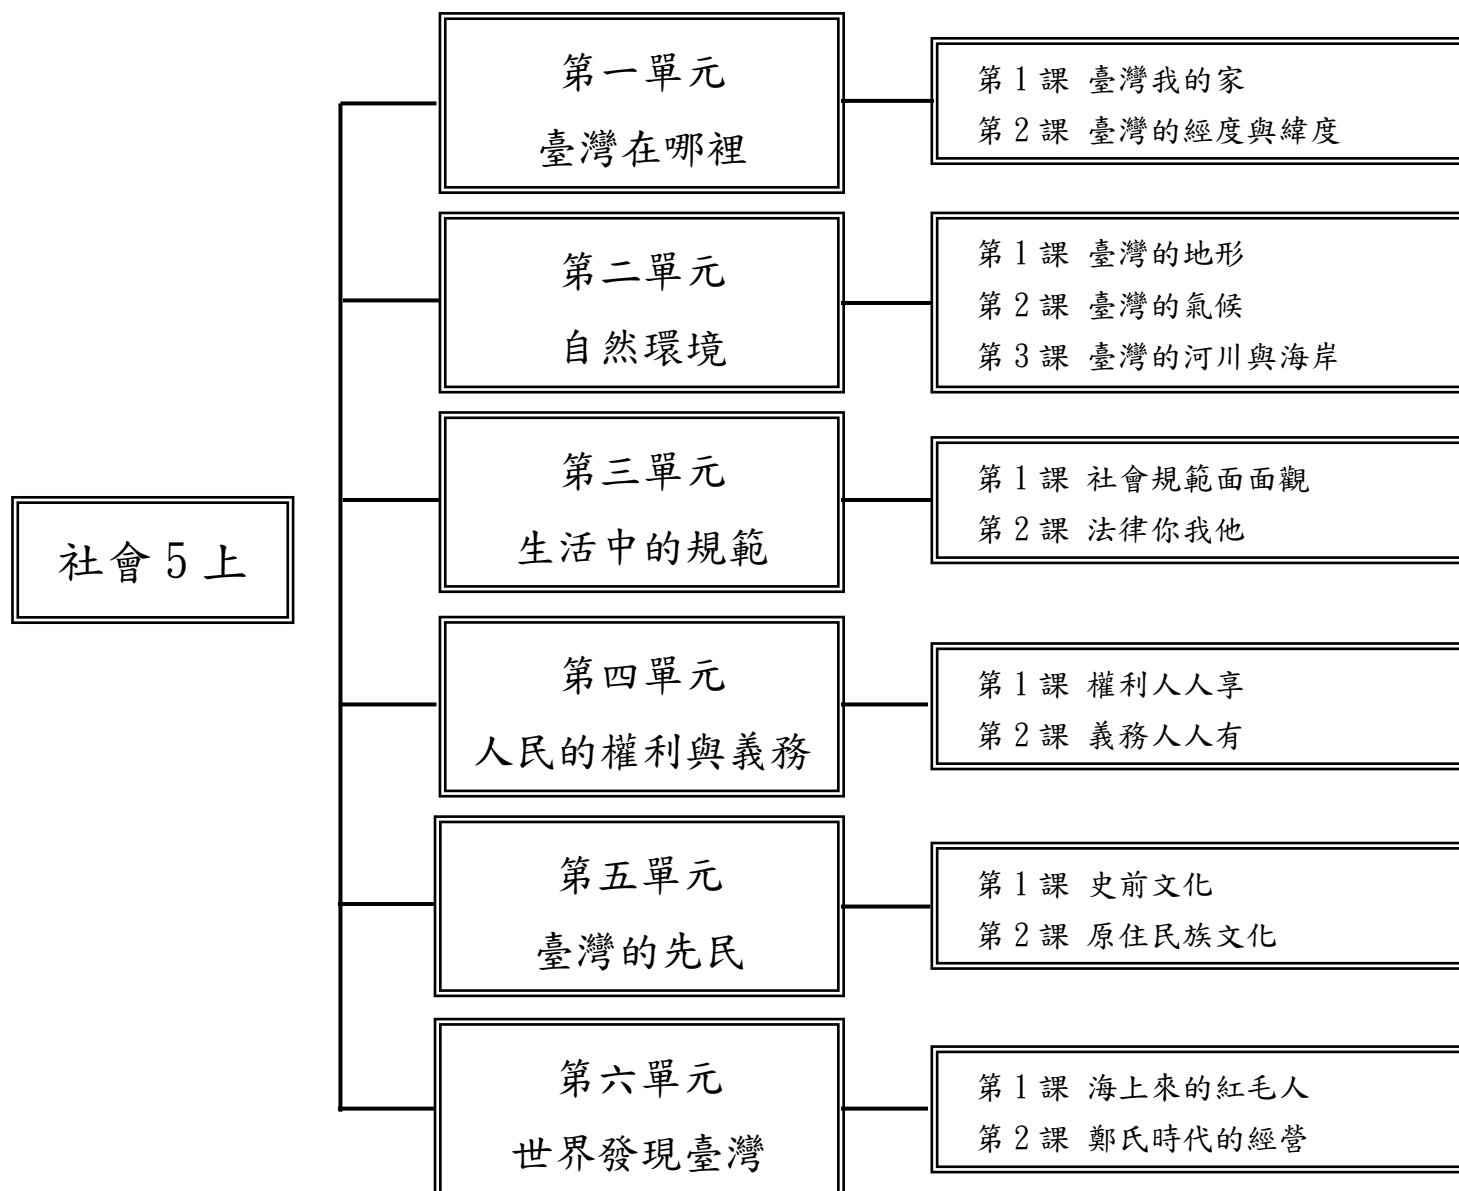 社會5上
第一單元
臺灣在哪裡
第1課 臺灣我的家
第2課 臺灣的經度與緯度
第二單元
自然環境
第1課 臺灣的地形
第2課 臺灣的氣候
第3課 臺灣的河川與海岸
第三單元
生活中的規範
第1課 社會規範面面觀
第2課 法律你我他
第四單元
人民的權利與義務
第1課 權利人人享
第2課 義務人人有
第五單元
臺灣的先民
第1課 史前文化
第2課 原住民族文化
第六單元
世界發現臺灣
第1課 海上來的紅毛人
第2課 鄭氏時代的經營